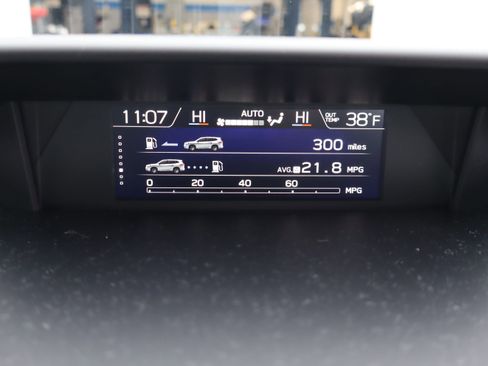 11:07 HI AUTO HI OUT TEMP 38°F
300 miles
AVG. 21.8 MPG
0 20 40 60 MPG